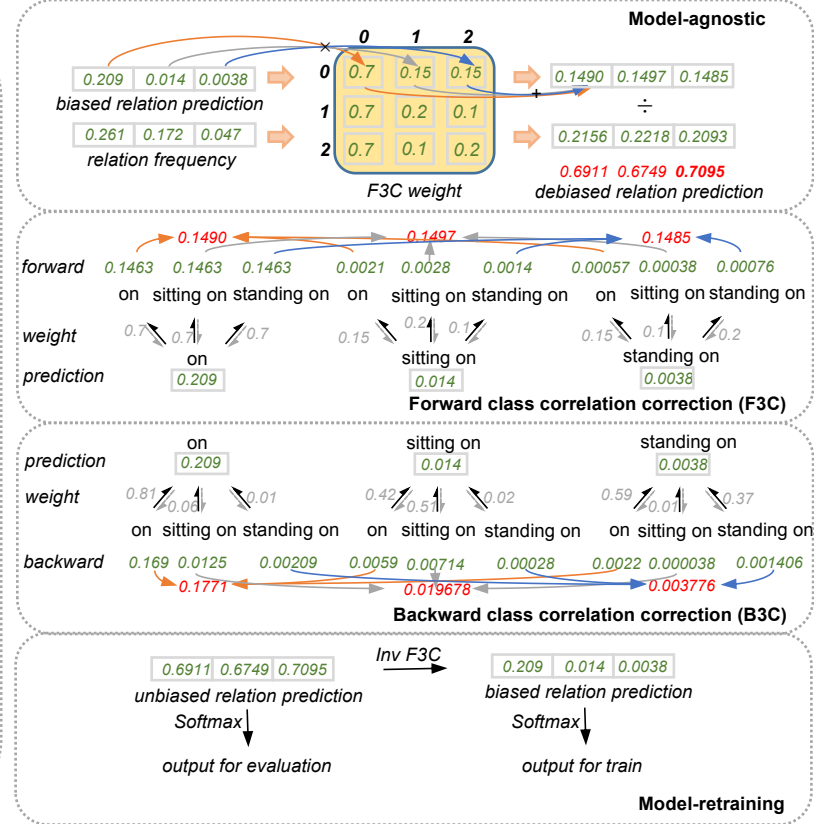 Model-agnostic
0 1 2
×
0.209 0.014 0.0038
0 0.7 0.15 0.15
0.1490 0.1497 0.1485
biased relation prediction
+
÷
1 0.7 0.2 0.1
0.261 0.172 0.047
0.2156 0.2218 0.2093
relation frequency
2 0.7 0.1 0.2
0.6911 0.6749 0.7095
F3C weight
debiased relation prediction
0.1490 0.1497 0.1485
forward 0.1463 0.1463 0.1463 0.0021 0.0028 0.0014 0.00057 0.00038 0.00076
on sitting on standing on on sitting on standing on on sitting on standing on
weight 0.7 0.7 0.7 0.15 0.2 0.1 0.15 0.1 0.2
on sitting on standing on
prediction 0.209 0.014 0.0038
Forward class correlation correction (F3C)
on sitting on standing on
prediction 0.209 0.014 0.0038
weight 0.81 0.06 0.01 0.42 0.51 0.02 0.59 0.01 0.37
on sitting on standing on on sitting on standing on on sitting on standing on
backward 0.169 0.0125 0.00209 0.0059 0.00714 0.00028 0.0022 0.000038 0.001406
0.1771 0.019678 0.003776
Backward class correlation correction (B3C)
Inv F3C
0.6911 0.6749 0.7095
0.209 0.014 0.0038
unbiased relation prediction
biased relation prediction
Softmax Softmax
output for evaluation
output for train
Model-retraining